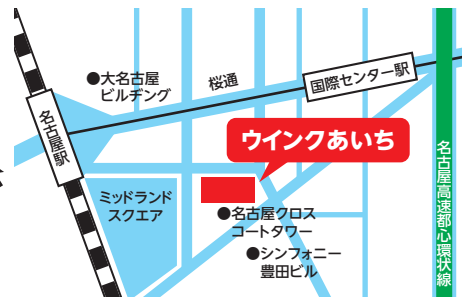 ●大名古屋
ビルヂング
桜通
国際センター駅
名古屋駅
ウインクあいち
ミッドランド
スクエア
●名古屋クロス
コートタワー
●シンフォニー
豊田ビル
名古屋高速都心環状線